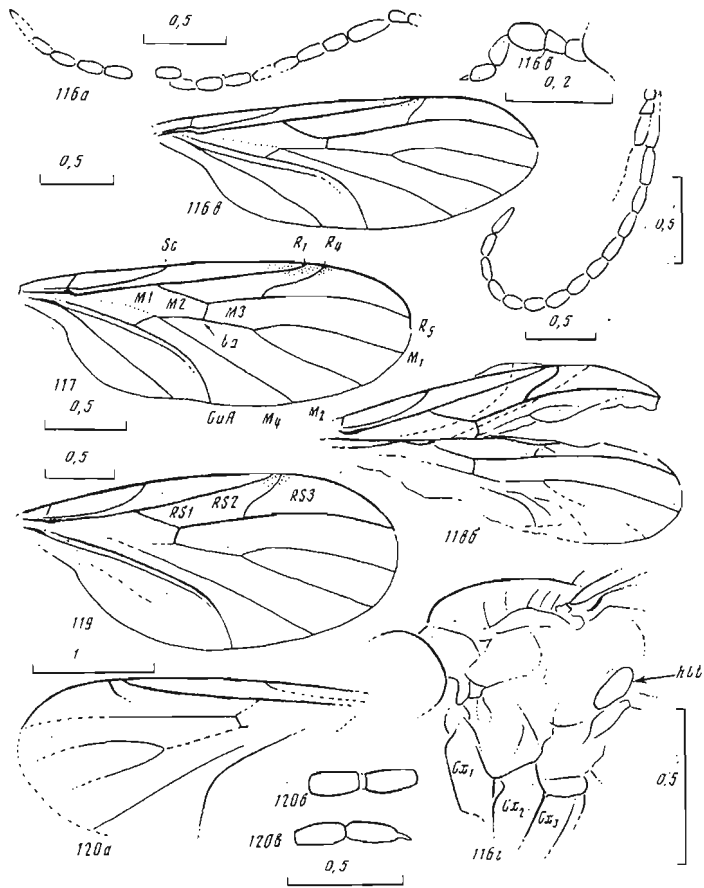 0,5
116а
116в
0,2
0,5
116б
0,5
0,5
Sc R₁ R₄
M1 M2 M3
ba
R₅
M₁
117
0,5
CuA M₄ M₂
0,5
118б
RS1 RS2 RS3
119
1
hlt
Cx₁
Cx₂
Cx₃
0,5
120а
120б
120в
0,5
116г